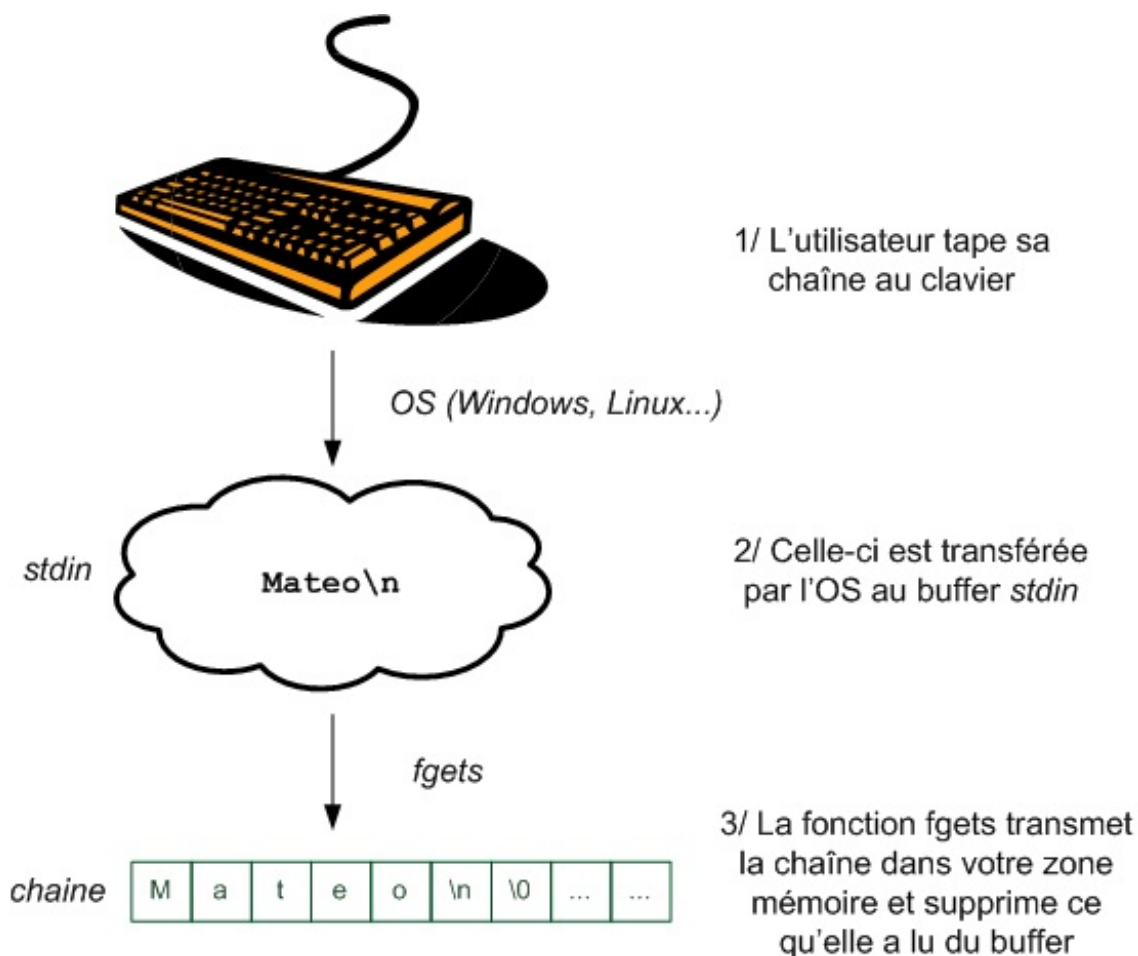 1/ L'utilisateur tape sa
chaîne au clavier
OS (Windows, Linux...)
stdin
Mateo\n
2/ Celle-ci est transférée
par l'OS au buffer stdin
fgets
chaine
M a t e o \n \0 ... ...
3/ La fonction fgets transmet
la chaîne dans votre zone
mémoire et supprime ce
qu'elle a lu du buffer